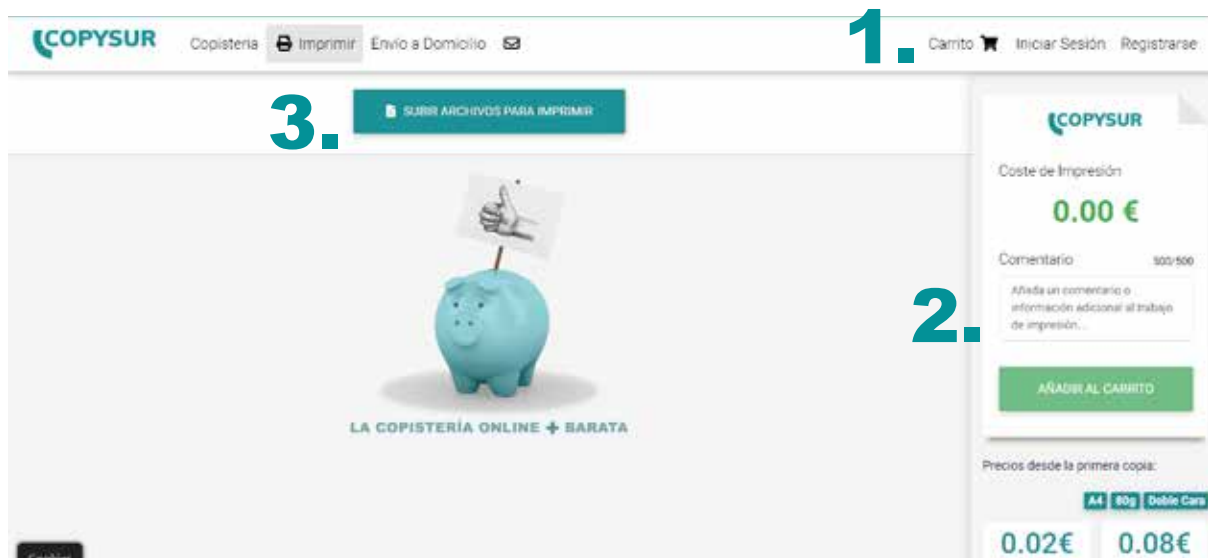 COPYSUR
Copisteria
Imprimir
Envío a Domicilio
1.
Carrito
Iniciar Sesión
Registrarse
3.
SUBIR ARCHIVOS PARA IMPRIMIR
COPYSUR
Coste de Impresión
0.00 €
Comentario
500/500
2.
Añada un comentario o
información adicional al trabajo
de impresión...
AÑADIR AL CARRITO
LA COPISTERÍA ONLINE + BARATA
Precios desde la primera copia:
A4 80g Doble Cara
0.02€
0.08€